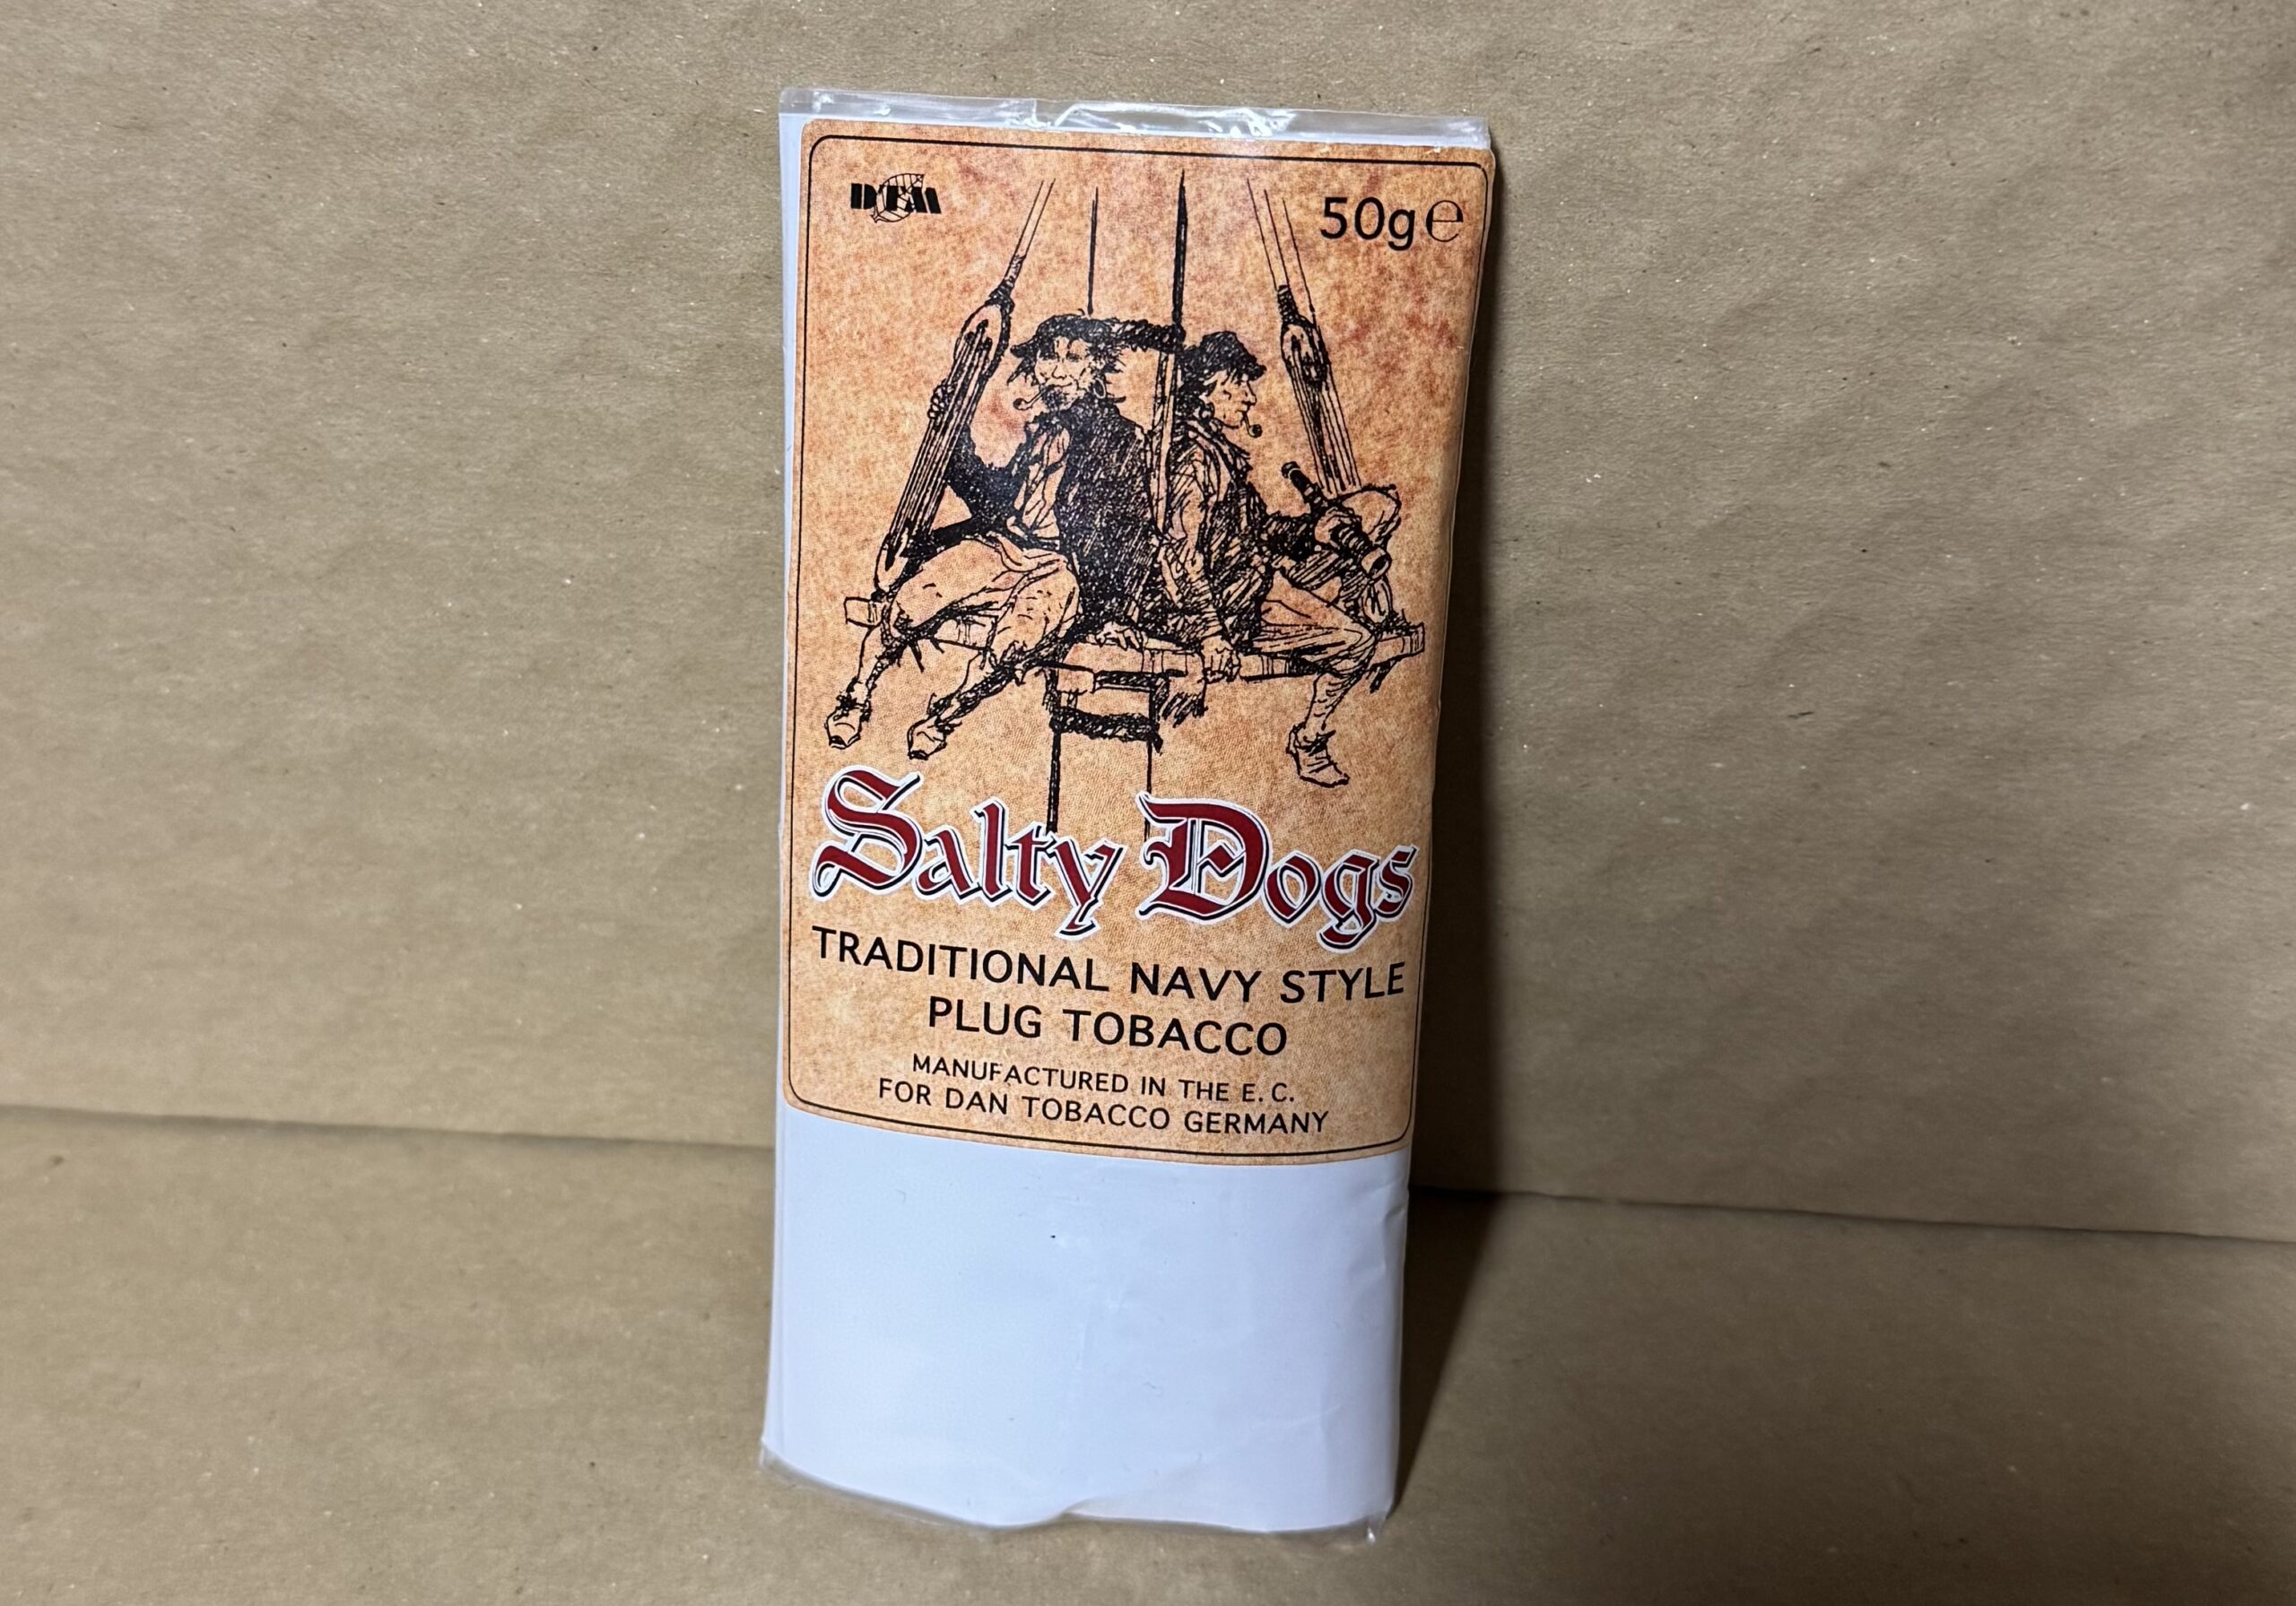 DTM
50g℮
Salty Dogs
TRADITIONAL NAVY STYLE
PLUG TOBACCO
MANUFACTURED IN THE E. C.
FOR DAN TOBACCO GERMANY